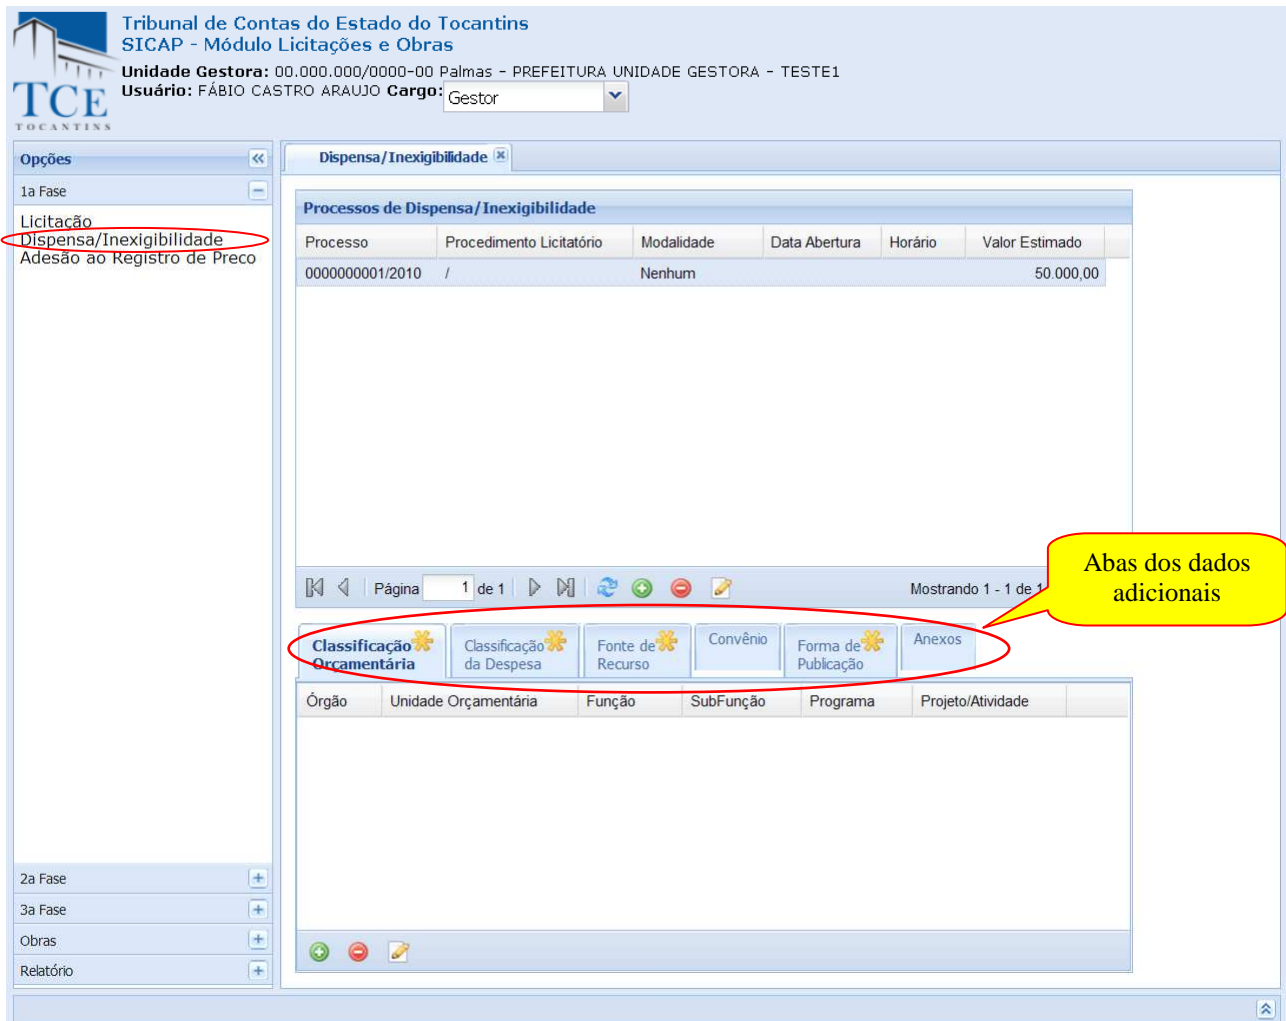 Tribunal de Contas do Estado do Tocantins
SICAP - Módulo Licitações e Obras
Unidade Gestora: 00.000.000/0000-00 Palmas - PREFEITURA UNIDADE GESTORA - TESTE1
Usuário: FÁBIO CASTRO ARAUJO Cargo: Gestor
TCE
TOCANTINS
Opções
1a Fase
Licitação
Dispensa/Inexigibilidade
Adesão ao Registro de Preco
2a Fase
3a Fase
Obras
Relatório
Dispensa/Inexigibilidade
Processos de Dispensa/Inexigibilidade
Processo Procedimento Licitatório Modalidade Data Abertura Horário Valor Estimado
0000000001/2010 / Nenhum 50.000,00
Página 1 de 1 Mostrando 1 - 1 de 1
Abas dos dados
adicionais
Classificação
Orçamentária
Classificação
da Despesa
Fonte de
Recurso
Convênio
Forma de
Publicação
Anexos
Órgão Unidade Orçamentária Função SubFunção Programa Projeto/Atividade